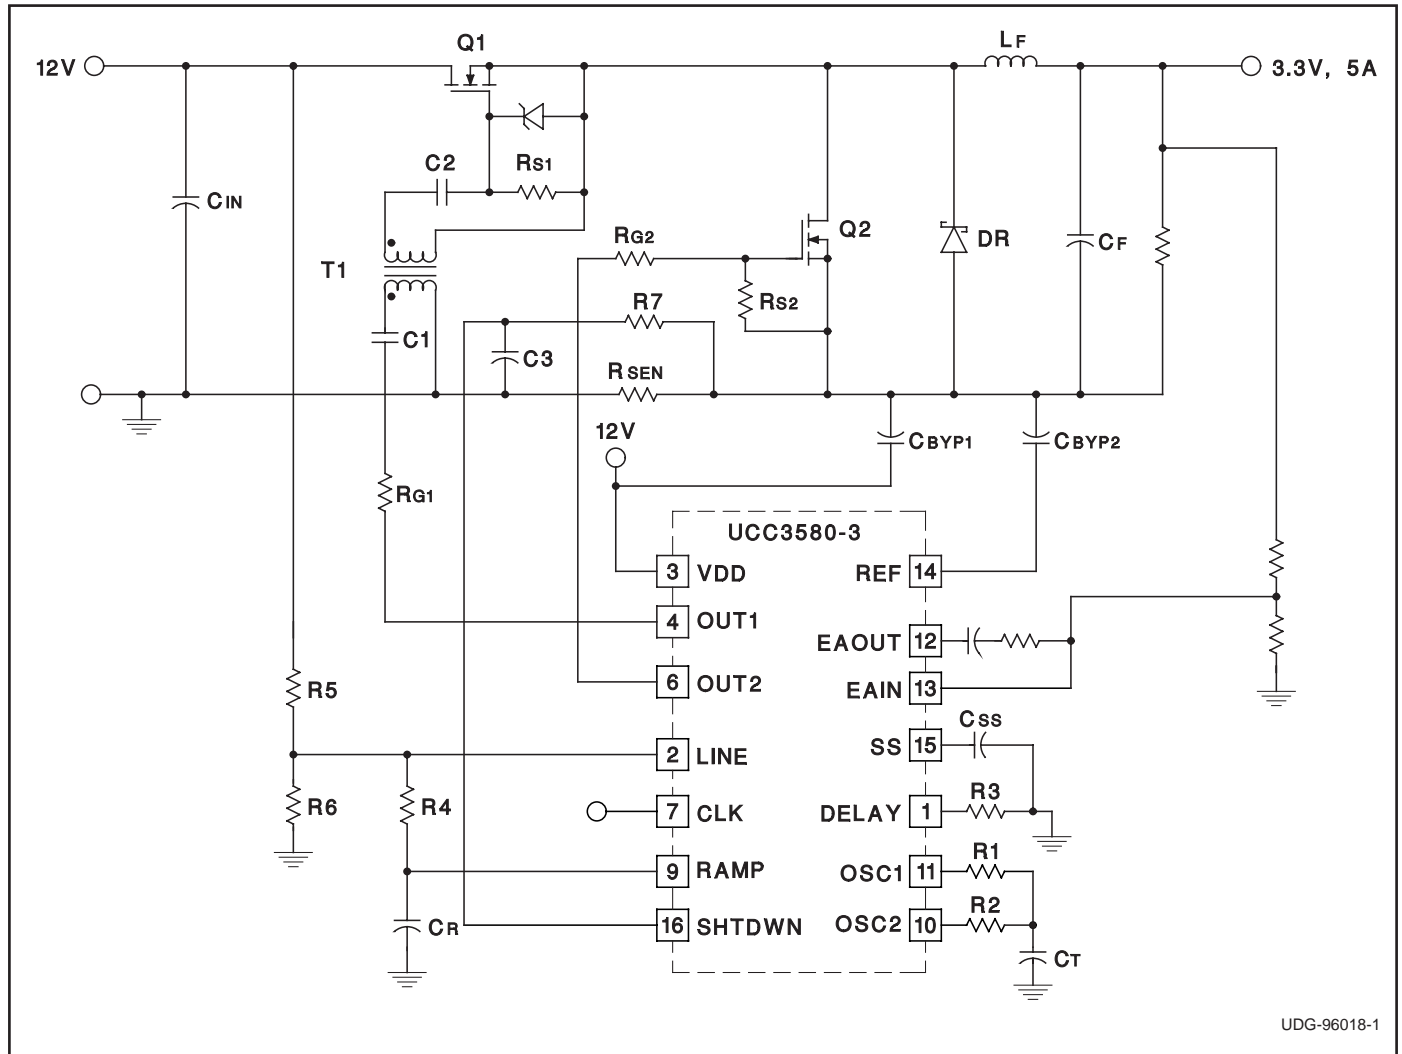 Q1
LF
12V
3.3V, 5A
C2
RS1
CIN
RG2
Q2
DR
CF
T1
R7
RS2
C1
C3
RSEN
12V
CBYP1
CBYP2
RG1
UCC3580-3
3 VDD
REF 14
4 OUT1
EAOUT 12
6 OUT2
EAIN 13
R5
CSS
2 LINE
SS 15
R6
R4
R3
7 CLK
DELAY 1
R1
9 RAMP
OSC1 11
R2
CR
16 SHTDWN
OSC2 10
CT
UDG-96018-1